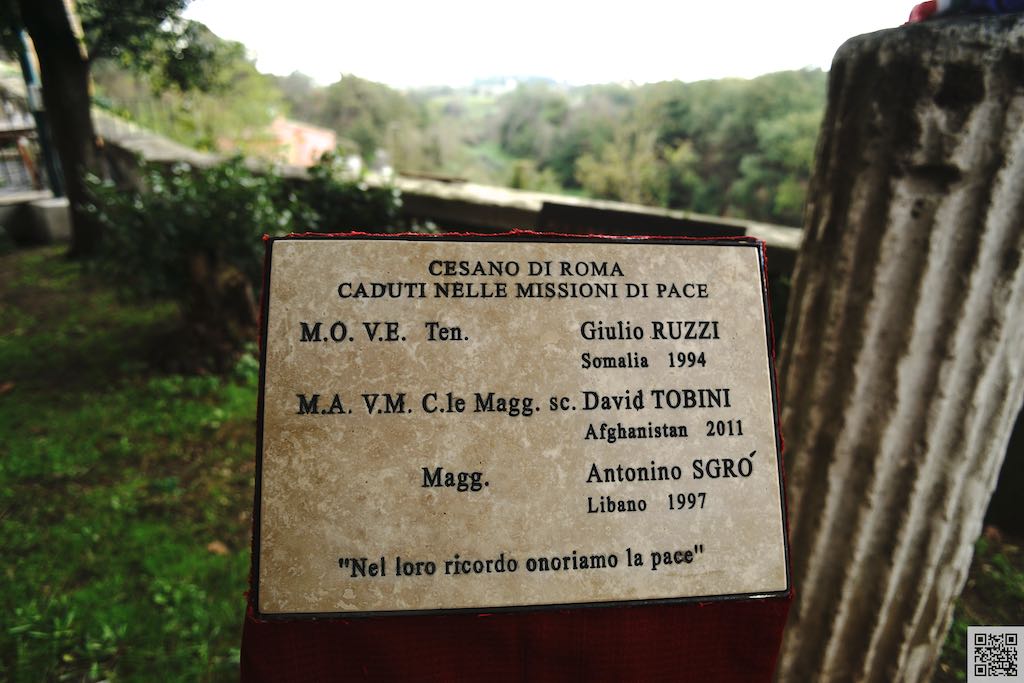 CESANO DI ROMA
CADUTI NELLE MISSIONI DI PACE
M.O. V.E. Ten. Giulio RUZZI
Somalia 1994
M.A. V.M. C.le Magg. sc. David TOBINI
Afghanistan 2011
Magg. Antonino SGRÓ
Libano 1997
"Nel loro ricordo onoriamo la pace"